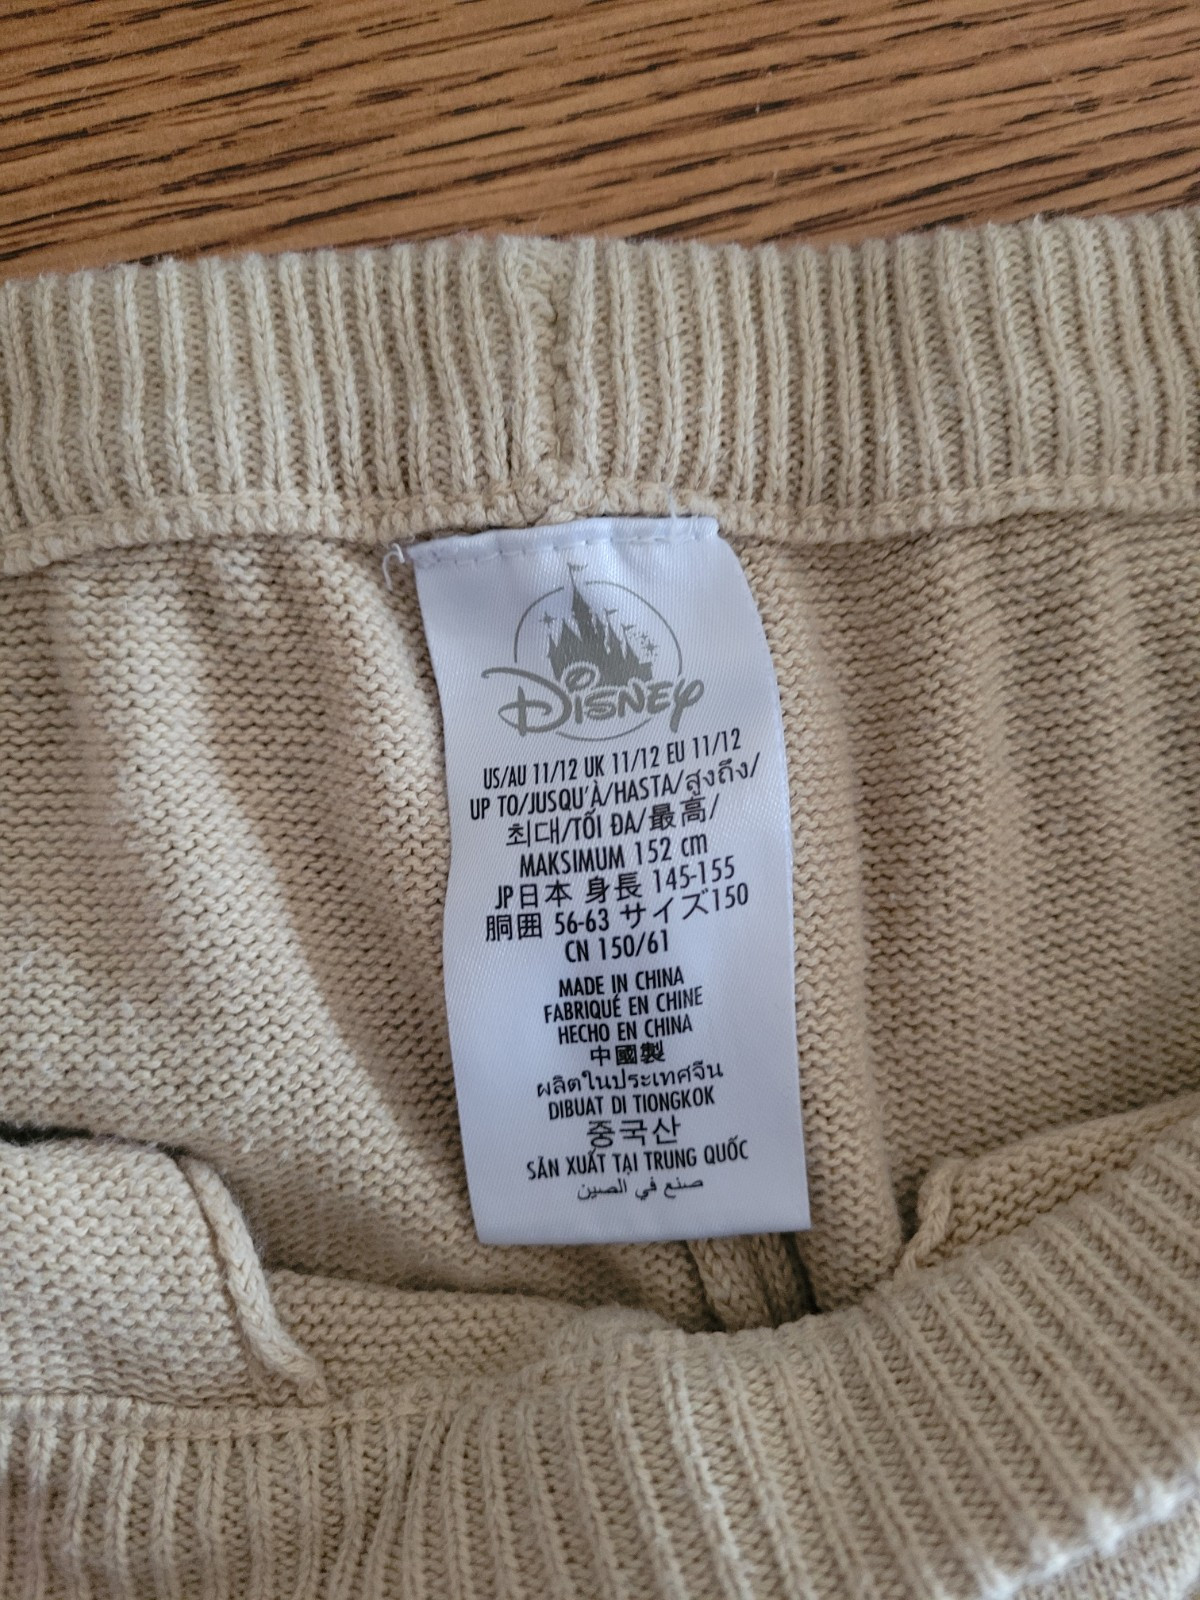 Disney
US/AU 11/12 UK 11/12 EU 11/12
UP TO/JUSQU'À/HASTA/สูงถึง/
최대/TỐI ĐA/最高/
MAKSIMUM 152 cm
JP日本 身長 145-155
胴囲 56-63 サイズ150
CN 150/61
MADE IN CHINA
FABRIQUÉ EN CHINE
HECHO EN CHINA
中國製
ผลิตในประเทศจีน
DIBUAT DI TIONGKOK
중국산
SẢN XUẤT TẠI TRUNG QUỐC
صنع في الصين